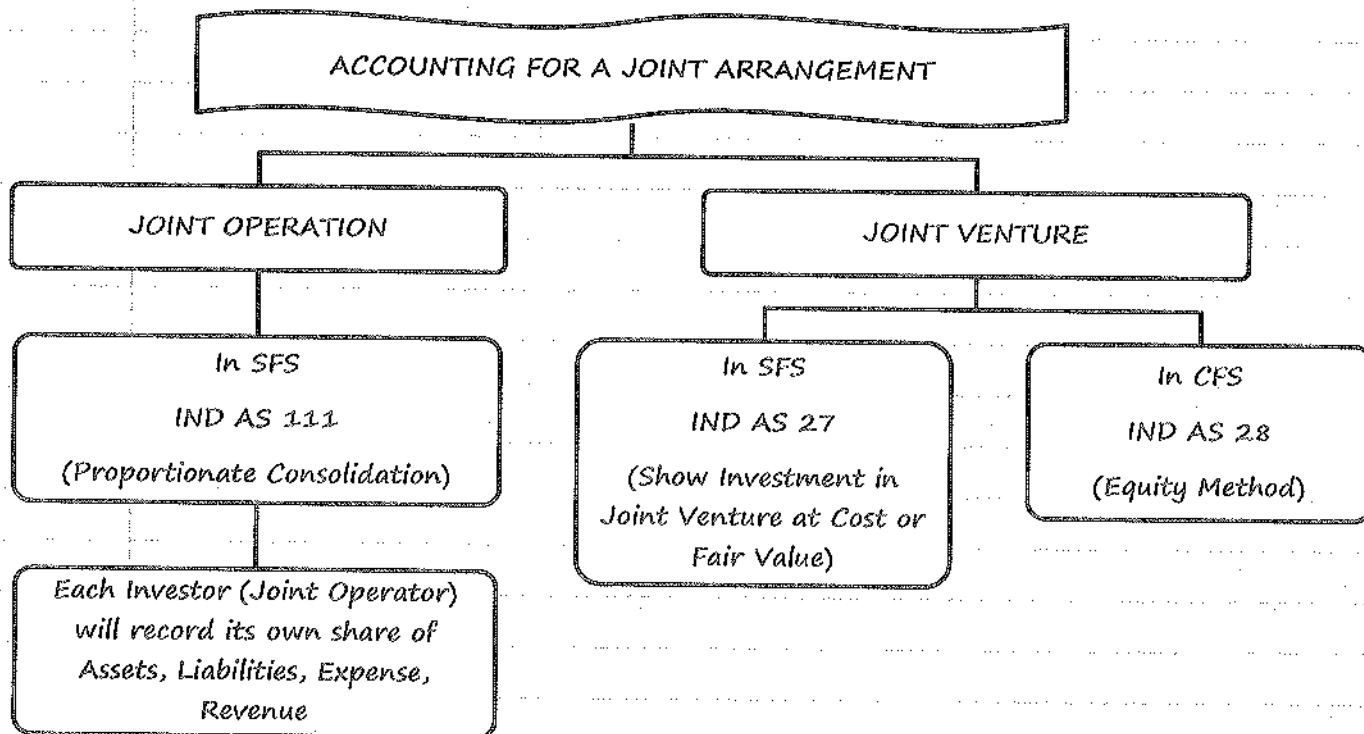 ACCOUNTING FOR A JOINT ARRANGEMENT
JOINT OPERATION
JOINT VENTURE
In SFS
IND AS 111
(Proportionate Consolidation)
In SFS
IND AS 27
(Show Investment in
Joint Venture at Cost or
Fair Value)
In CFS
IND AS 28
(Equity Method)
Each Investor (Joint Operator)
will record its own share of
Assets, Liabilities, Expense,
Revenue